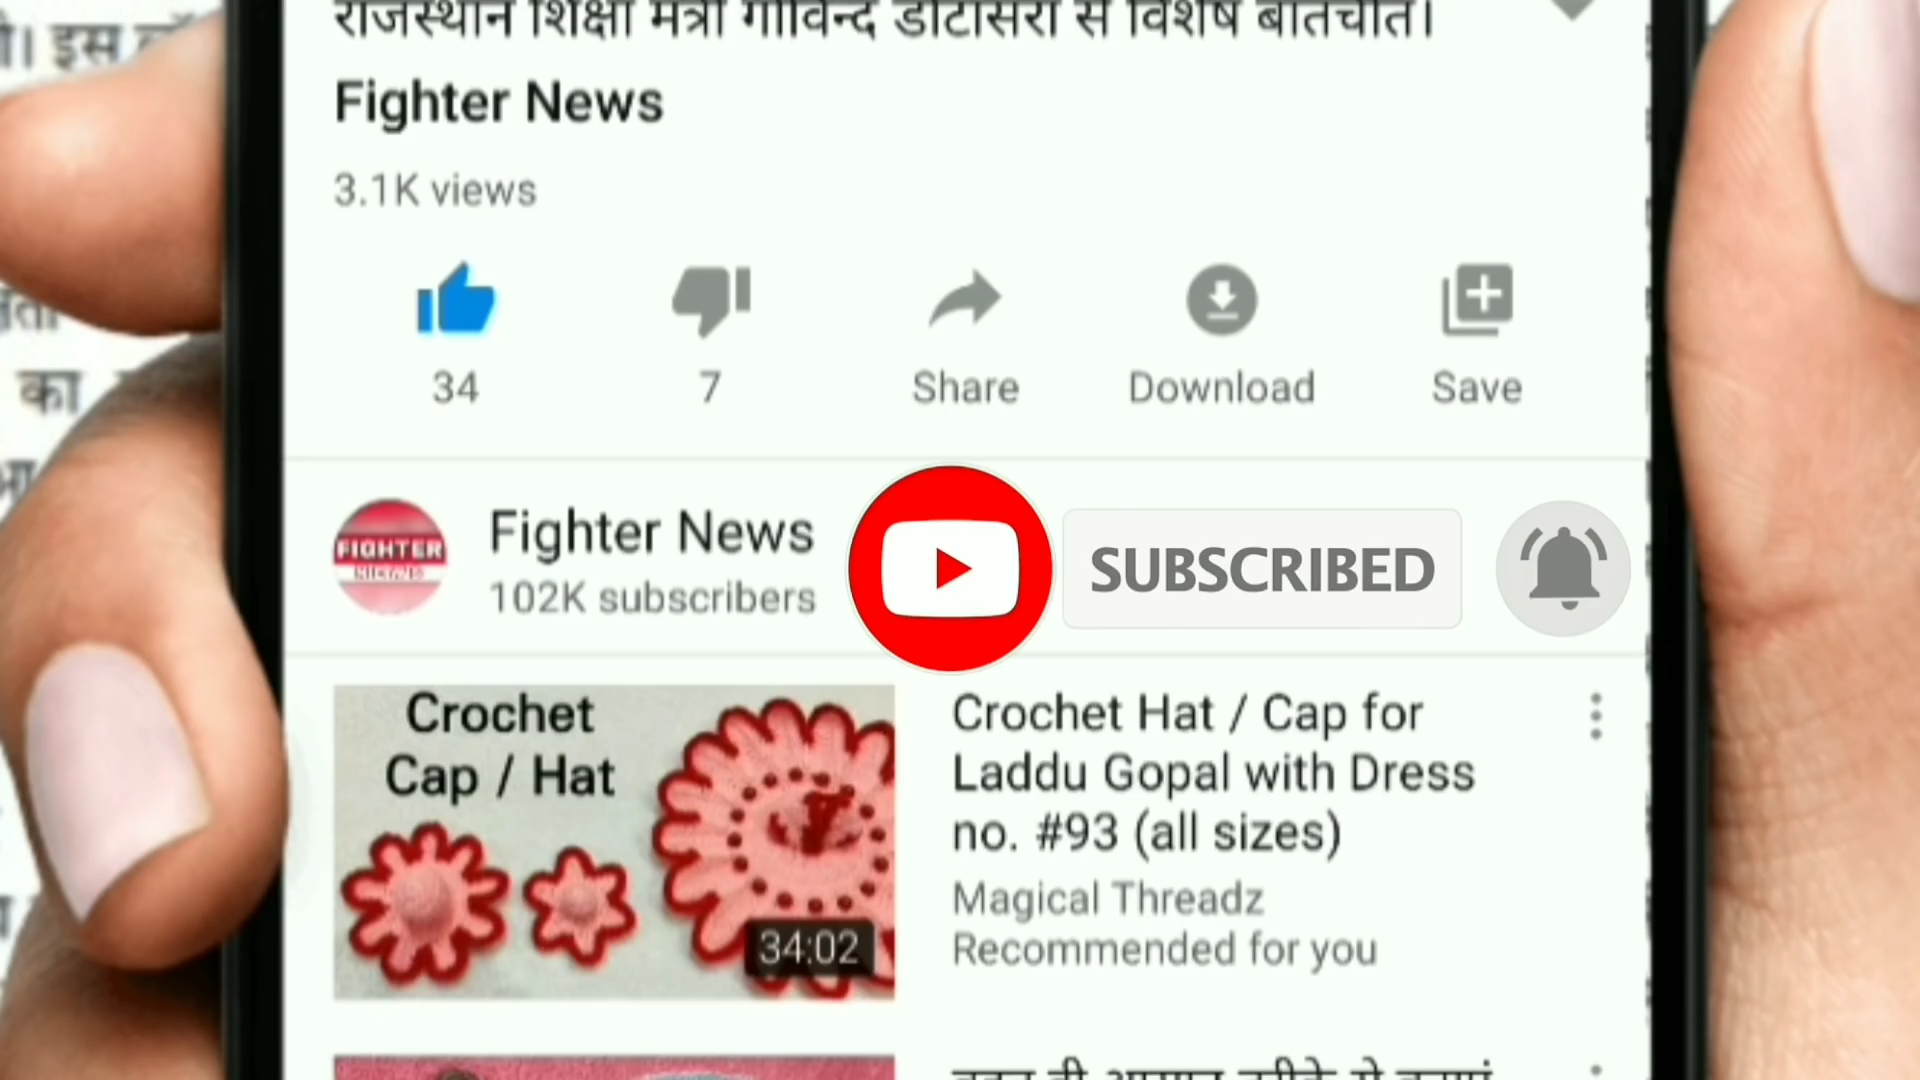 राजस्थान शिक्षा मंत्री गोविन्द डोटासरा से विशेष बातचीत।
Fighter News
3.1K views
34
7
Share
Download
Save
FIGHTER
Fighter News
102K subscribers
SUBSCRIBED
Crochet
Cap / Hat
34:02
Crochet Hat / Cap for
Laddu Gopal with Dress
no. #93 (all sizes)
Magical Threadz
Recommended for you
इस
का